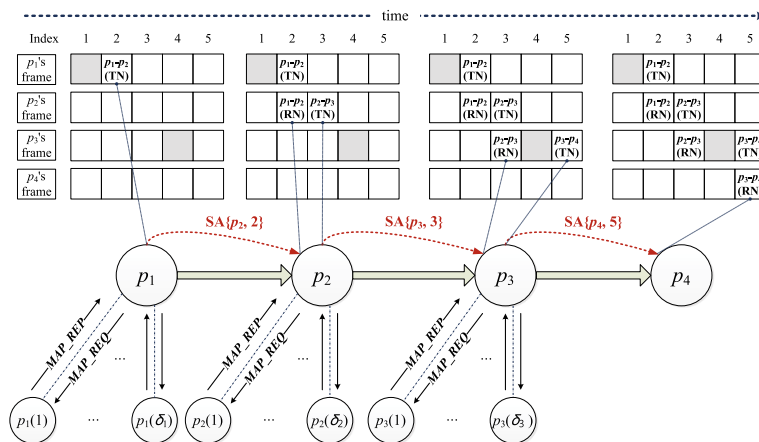 time
Index 1 2 3 4 5 1 2 3 4 5 1 2 3 4 5 1 2 3 4 5
p₁'s frame
p₁-p₂ (TN)
p₁-p₂ (TN)
p₁-p₂ (TN)
p₁-p₂ (TN)
p₂'s frame
p₁-p₂ (RN)
p₂-p₃ (TN)
p₁-p₂ (RN)
p₂-p₃ (TN)
p₁-p₂ (RN)
p₂-p₃ (TN)
p₃'s frame
p₂-p₃ (RN)
p₃-p₄ (TN)
p₂-p₃ (RN)
p₃-p (TN
p₄'s frame
p₃-p (RN
SA{p₂, 2}
SA{p₃, 3}
SA{p₄, 5}
p₁
p₂
p₃
p₄
MAP_REP
MAP_REQ
...
MAP_REP
MAP_REQ
...
MAP_REP
MAP_REQ
...
p₁(1)
...
p₁(δ₁)
p₂(1)
...
p₂(δ₂)
p₃(1)
...
p₃(δ₃)